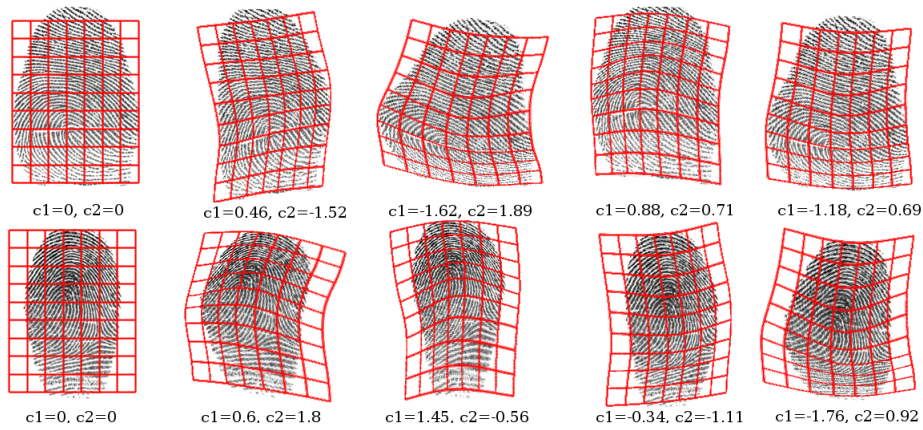 c1=0, c2=0
c1=0.46, c2=-1.52
c1=-1.62, c2=1.89
c1=0.88, c2=0.71
c1=-1.18, c2=0.69
c1=0, c2=0
c1=0.6, c2=1.8
c1=1.45, c2=-0.56
c1=-0.34, c2=-1.11
c1=-1.76, c2=0.92